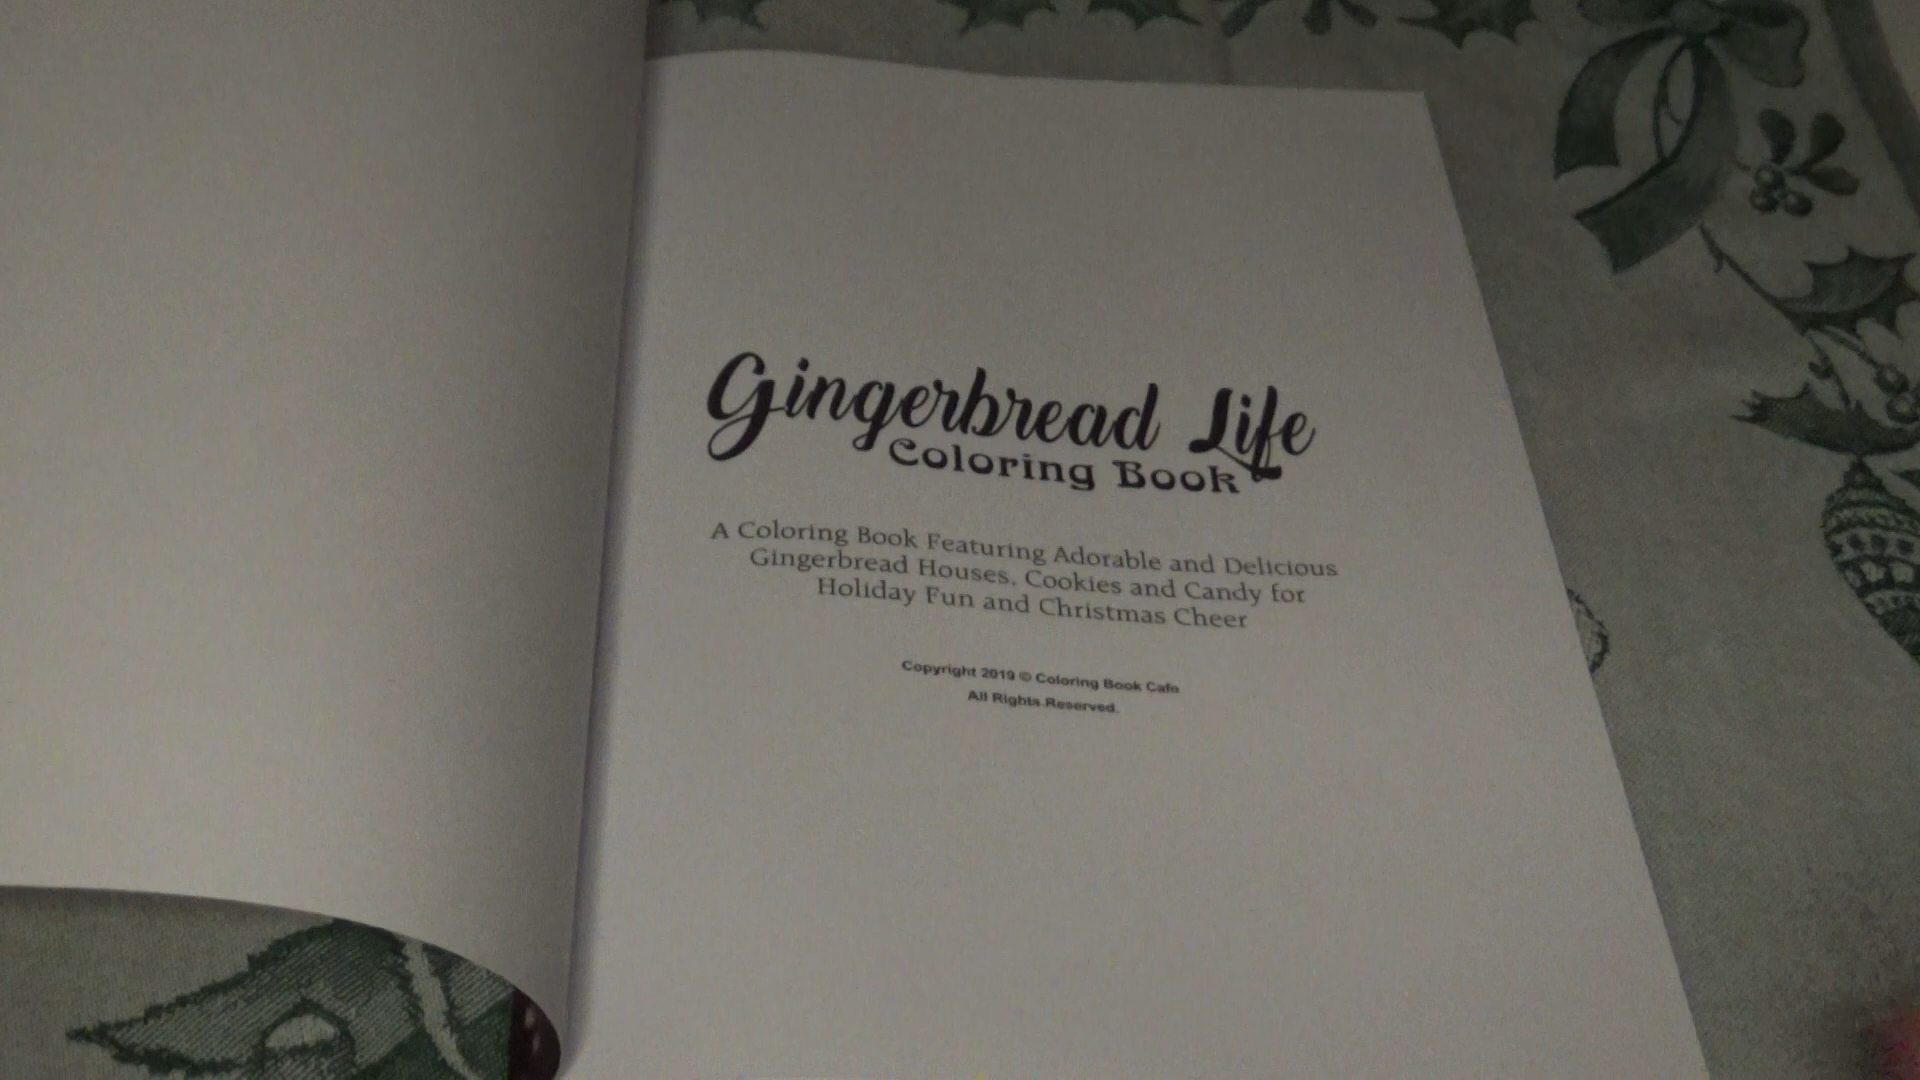 Gingerbread Life
Coloring Book
A Coloring Book Featuring Adorable and Delicious
Gingerbread Houses, Cookies and Candy for
Holiday Fun and Christmas Cheer
Copyright 2019 © Coloring Book Cafe
All Rights Reserved.